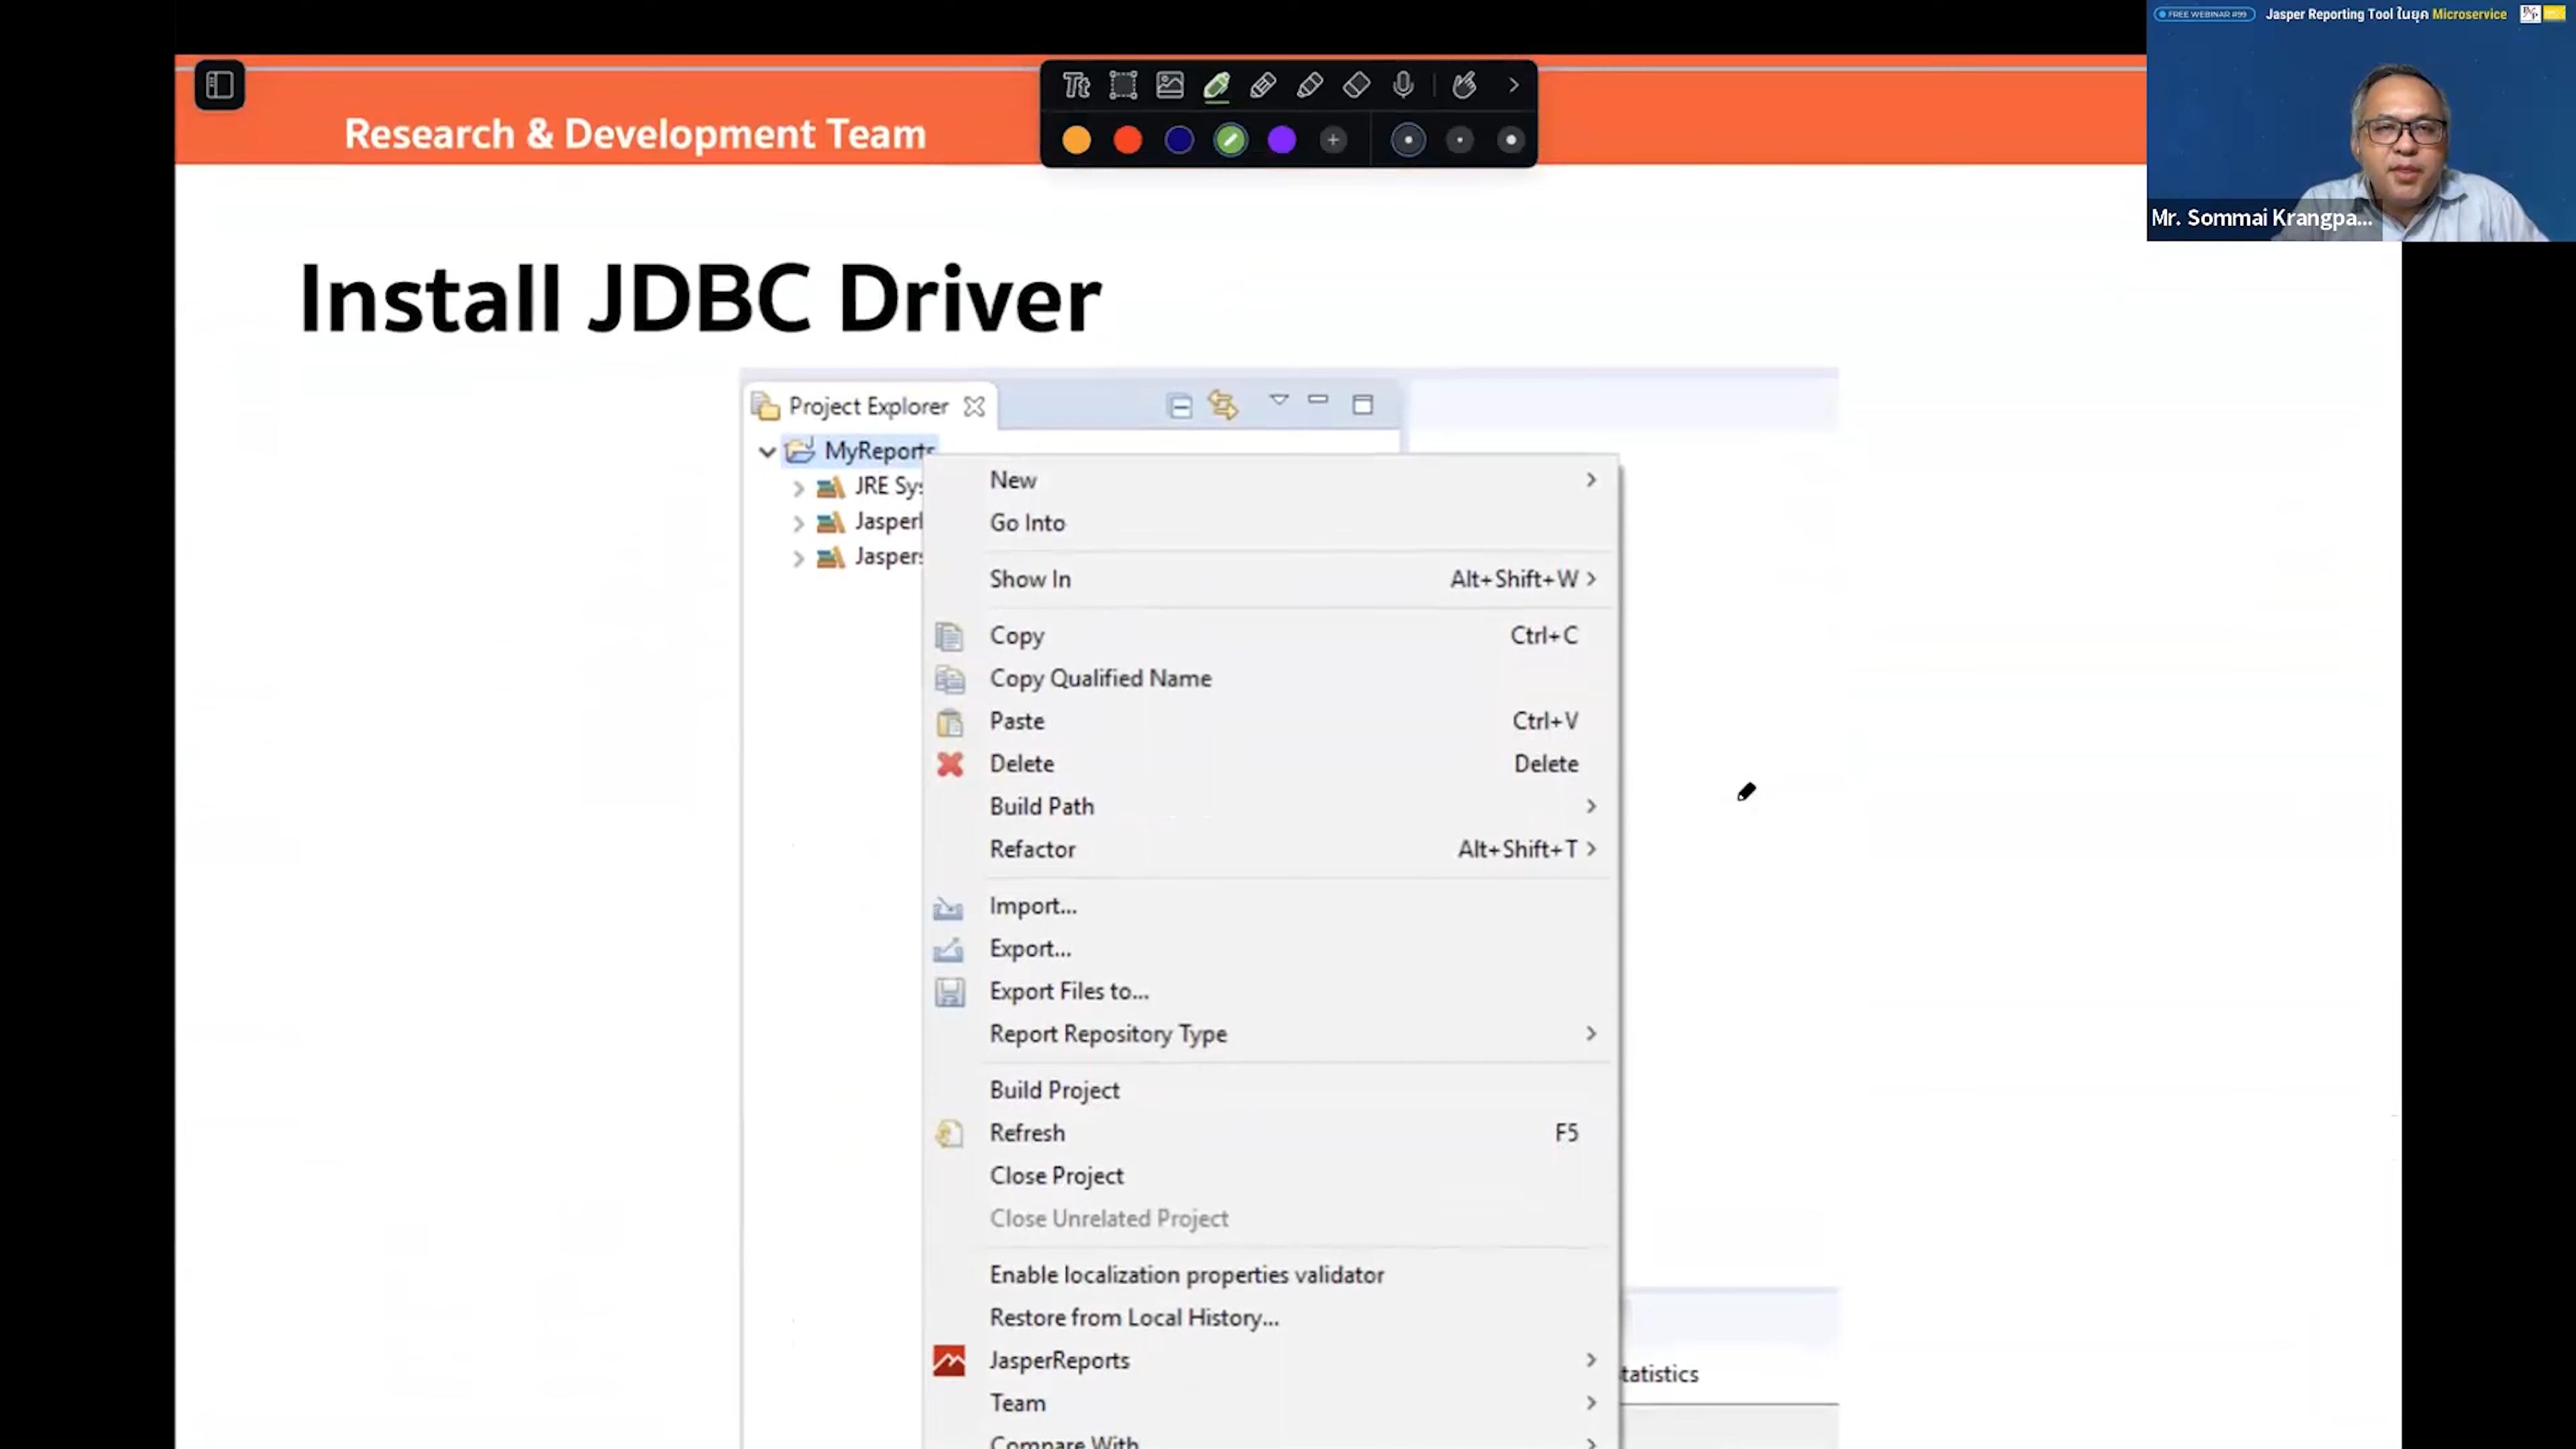 FREE WEBINAR #99
Jasper Reporting Tool ในยุค Microservice
Research & Development Team
Tt
Mr. Sommai Krangpa...
Install JDBC Driver
Project Explorer
MyReports
JRE Sys
Jasper
Jaspers
New
Go Into
Show In Alt+Shift+W
Copy Ctrl+C
Copy Qualified Name
Paste Ctrl+V
Delete Delete
Build Path
Refactor Alt+Shift+T
Import...
Export...
Export Files to...
Report Repository Type
Build Project
Refresh F5
Close Project
Close Unrelated Project
Enable localization properties validator
Restore from Local History...
JasperReports
tatistics
Team
Compare With